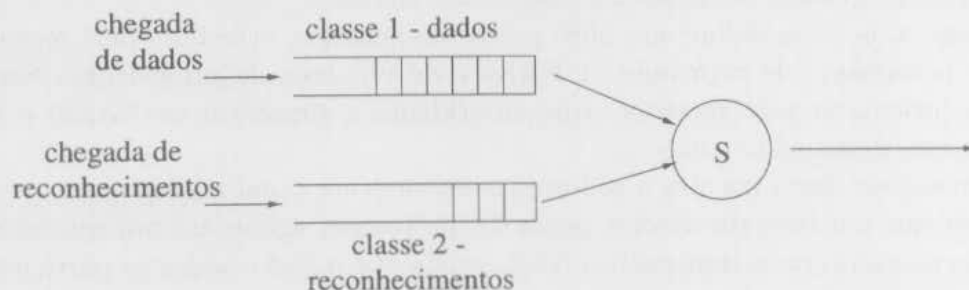 chegada
de dados
classe 1 - dados
S
chegada de
reconhecimentos
classe 2 -
reconhecimentos